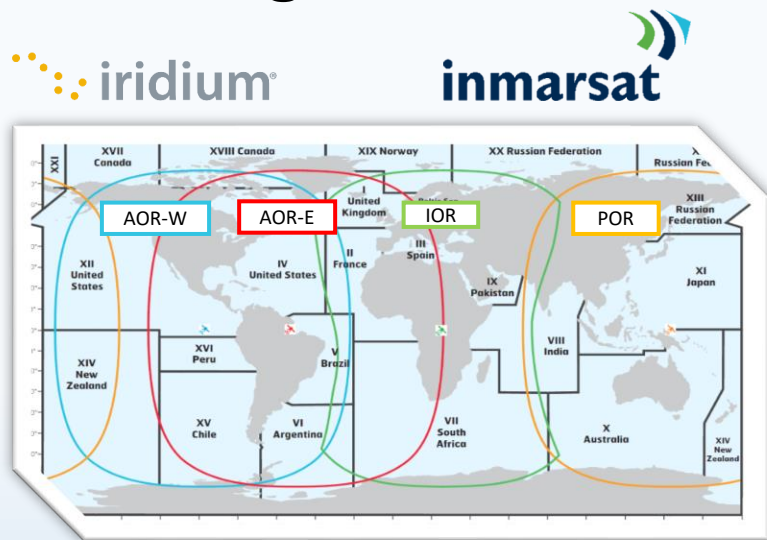 iridium
inmarsat
XXI
XVII
Canada
XVIII Canada
XIX Norway
XX Russian Federation
Russian
XIII
Russian
Federation
AOR-W
AOR-E
IOR
POR
I
United
Kingdom
XII
United
States
IV
United States
II
France
III
Spain
IX
Pakistan
XI
Japan
XIV
New
Zealand
XVI
Peru
V
Brazil
VIII
India
XV
Chile
VI
Argentina
VII
South
Africa
X
Australia
XIV
New
Zealand